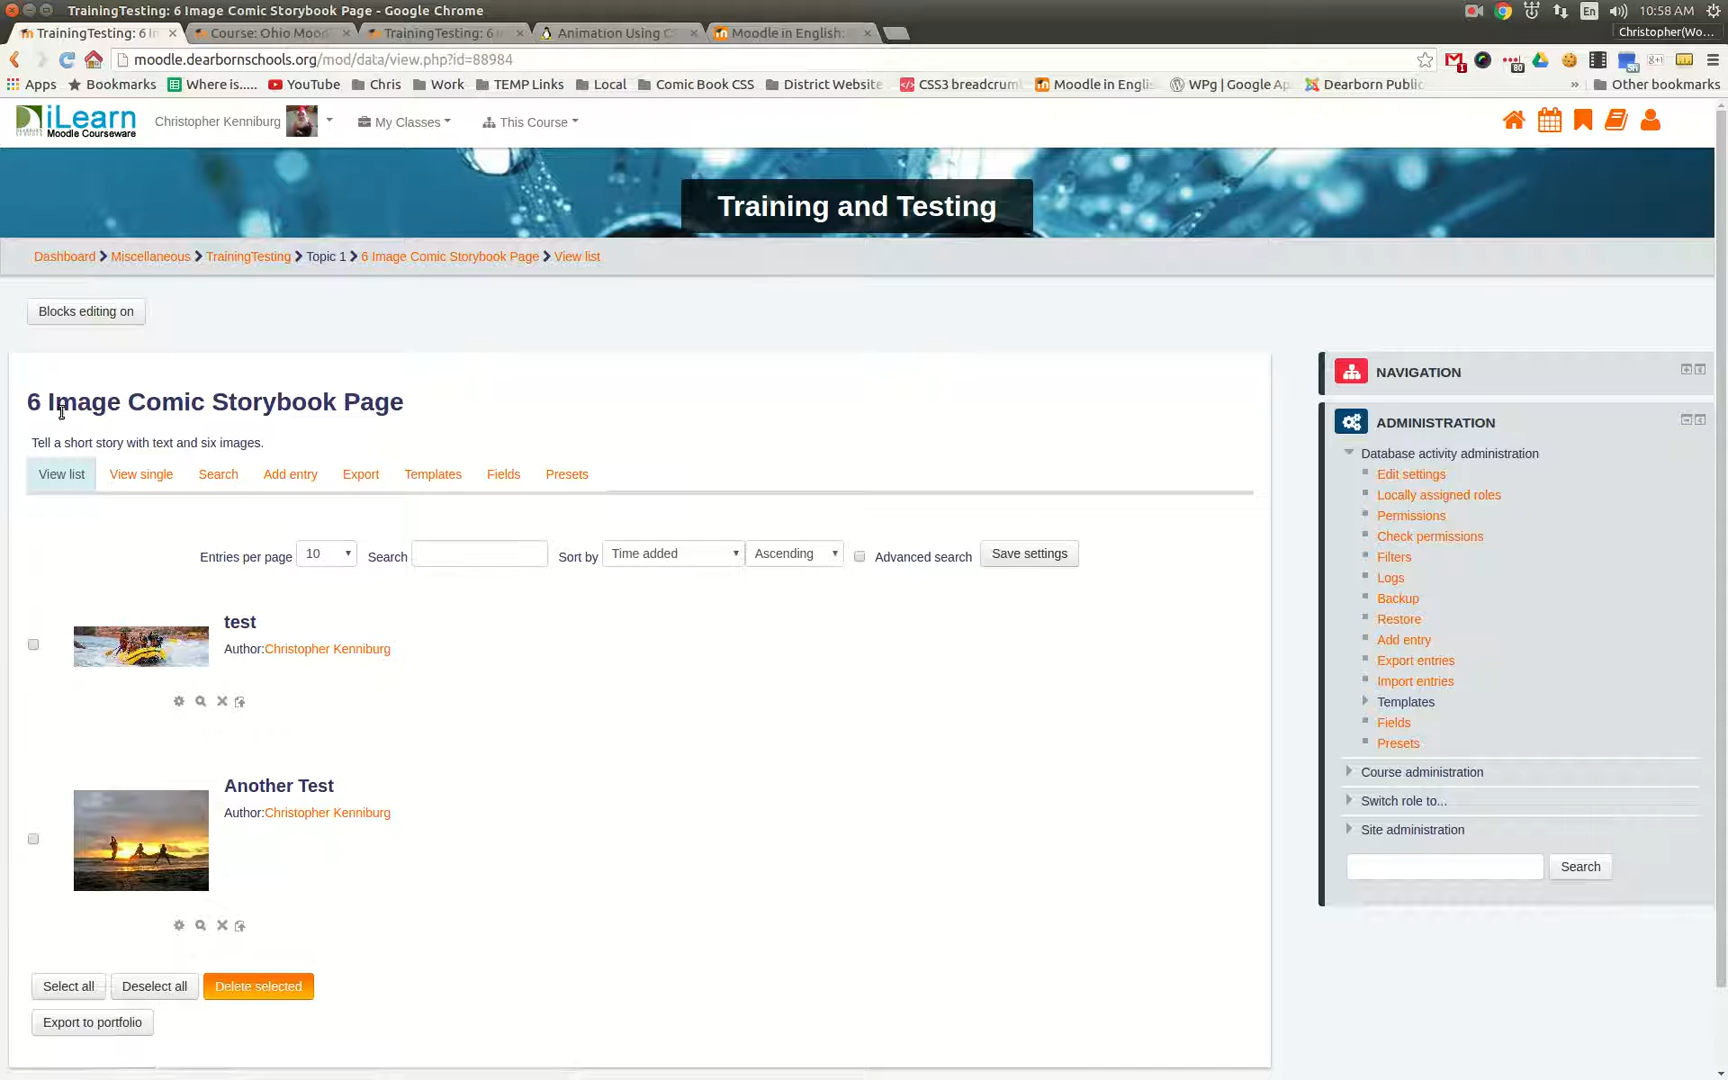 TrainingTesting: 6 Image Comic Storybook Page - Google Chrome
En
10:58 AM
TrainingTesting: 6 I
Course: Ohio Mood
TrainingTesting: 6
Animation Using C
Moodle in English:
Christopher(Wo...
moodle.dearbornschools.org/mod/data/view.php?id=88984
Apps
Bookmarks
Where is.....
YouTube
Chris
Work
TEMP Links
Local
Comic Book CSS
District Website
CSS3 breadcrum
Moodle in Engli
WPg | Google Ap
Dearborn Public
»
Other bookmarks
iLearn
Moodle Courseware
Christopher Kenniburg
My Classes
This Course
Training and Testing
Dashboard
Miscellaneous
TrainingTesting
Topic 1
6 Image Comic Storybook Page
View list
Blocks editing on
6 Image Comic Storybook Page
Tell a short story with text and six images.
View list
View single
Search
Add entry
Export
Templates
Fields
Presets
Entries per page
10
Search
Sort by
Time added
Ascending
Advanced search
Save settings
test
Author:Christopher Kenniburg
Another Test
Author:Christopher Kenniburg
Select all
Deselect all
Delete selected
Export to portfolio
NAVIGATION
ADMINISTRATION
Database activity administration
Edit settings
Locally assigned roles
Permissions
Check permissions
Filters
Logs
Backup
Restore
Add entry
Export entries
Import entries
Templates
Fields
Presets
Course administration
Switch role to...
Site administration
Search